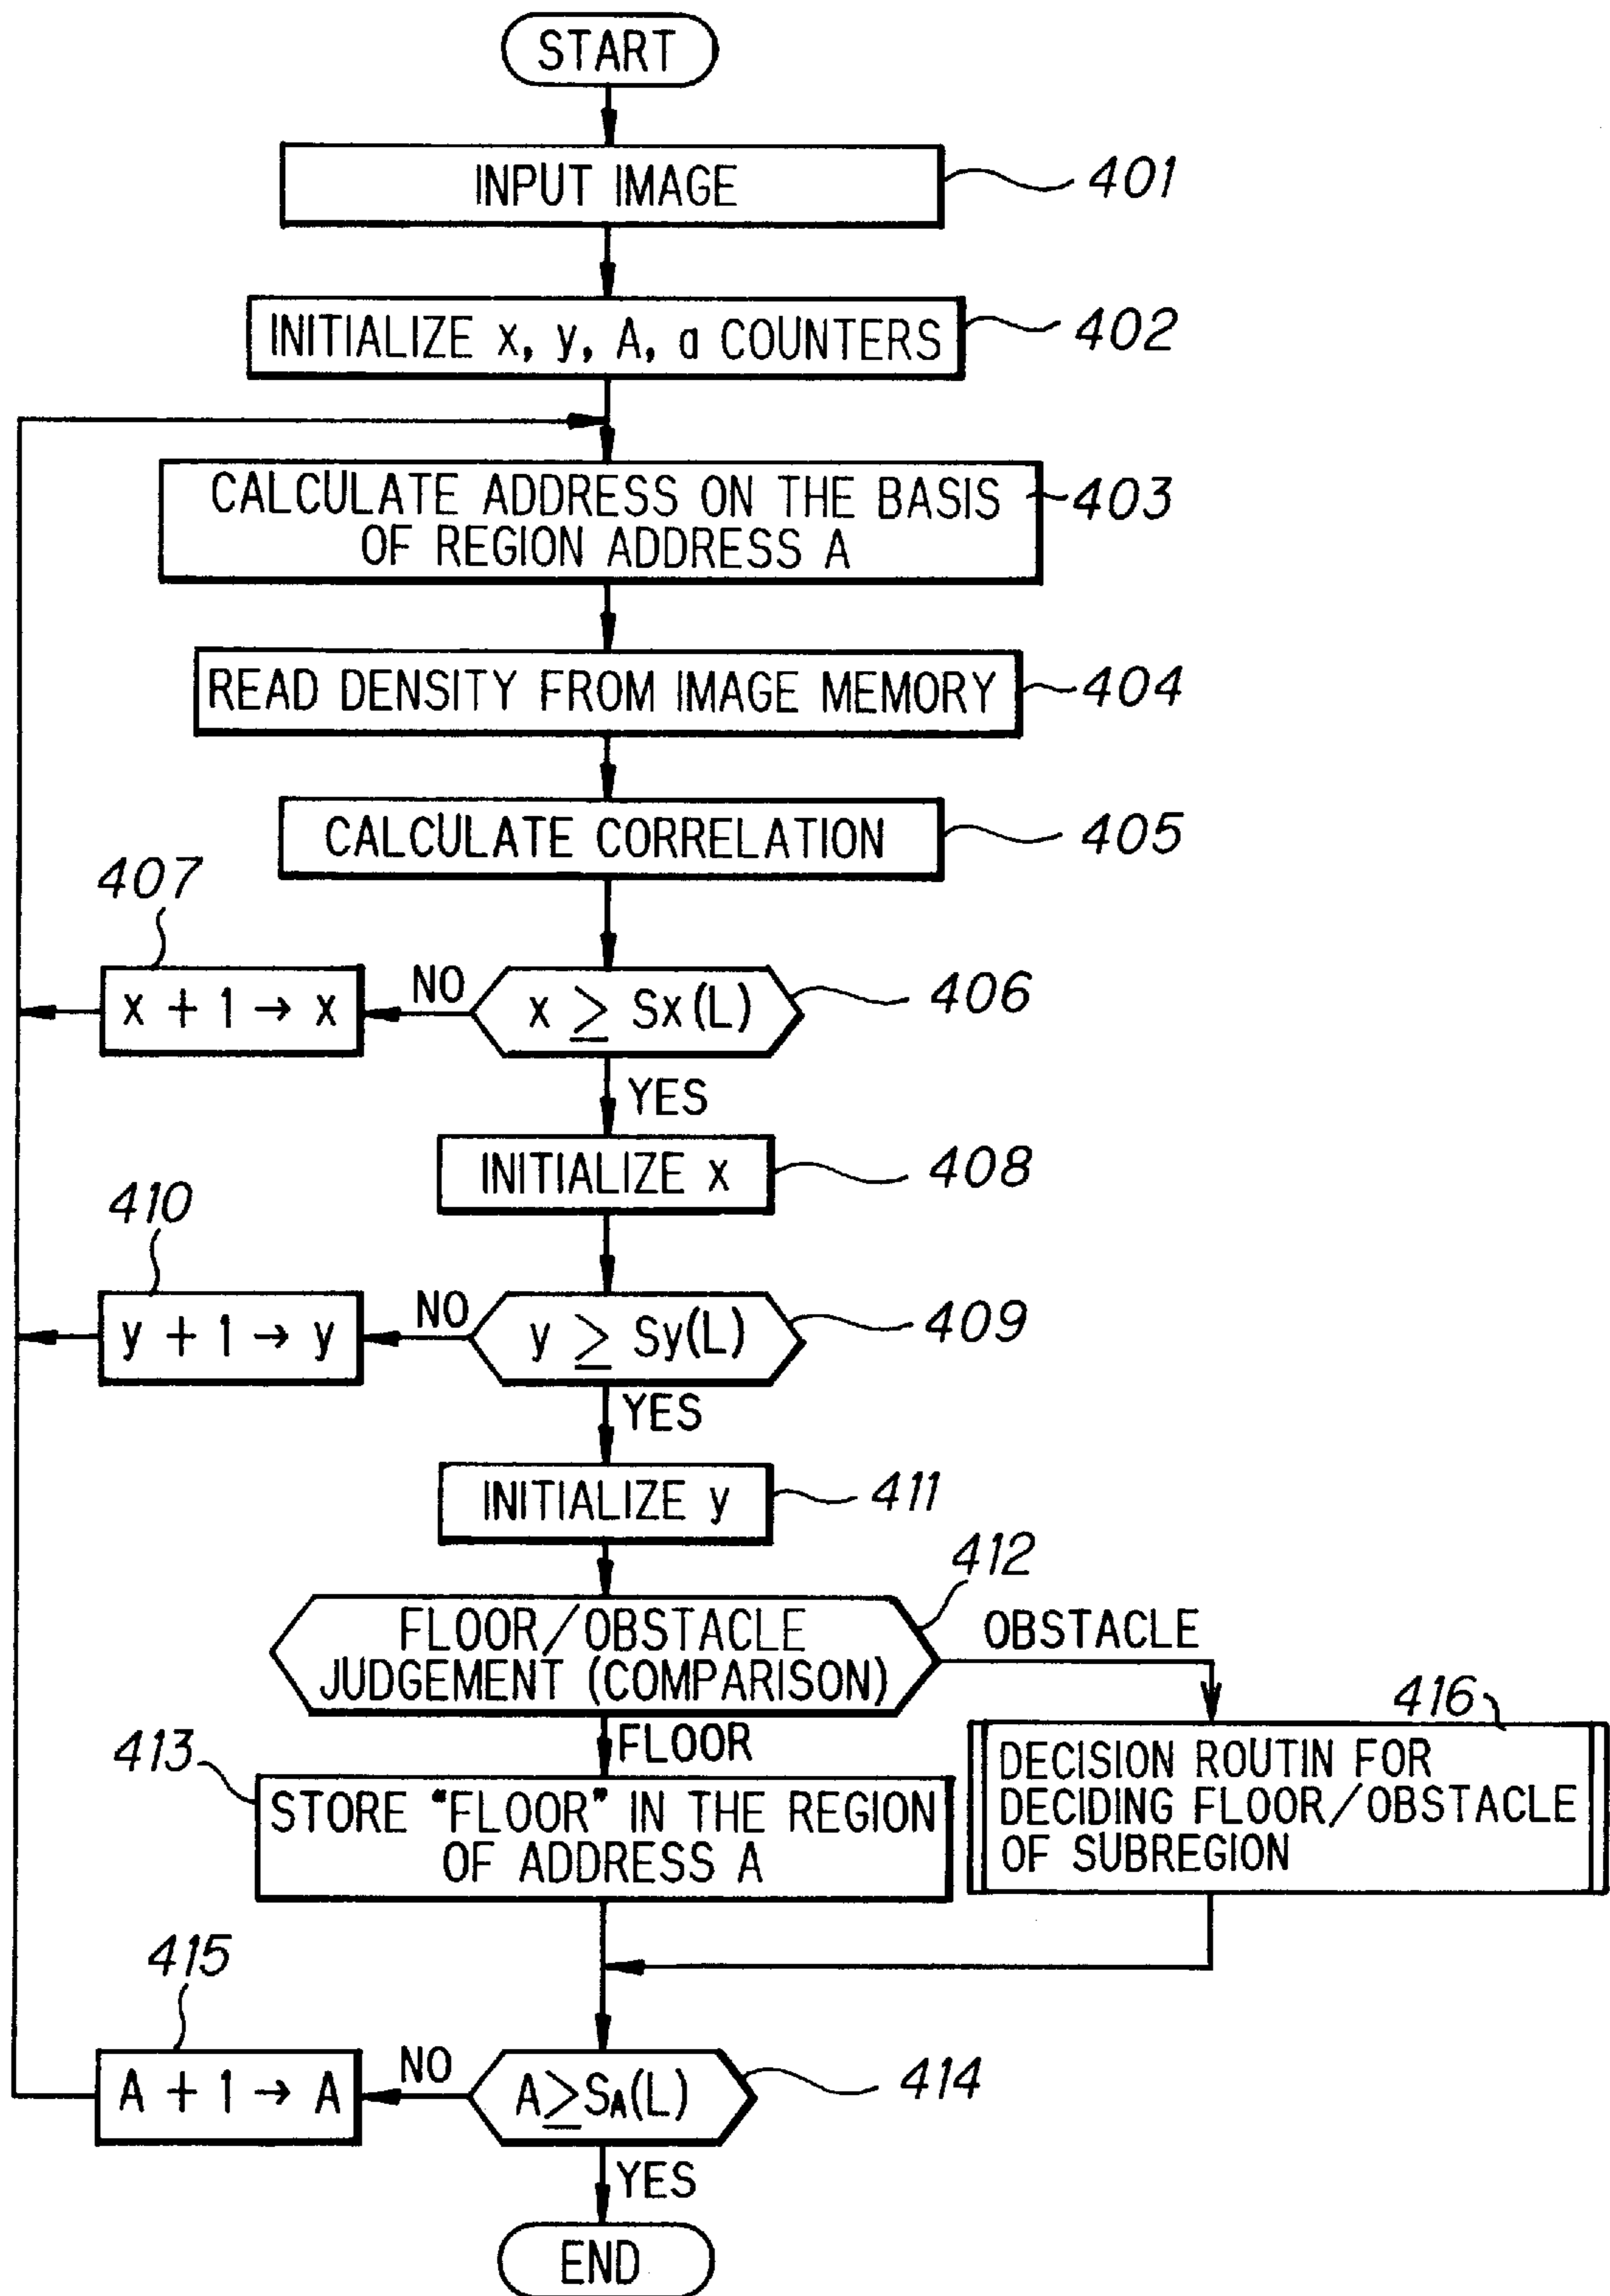 START
INPUT IMAGE
401
INITIALIZE x, y, A, a COUNTERS
402
CALCULATE ADDRESS ON THE BASIS
OF REGION ADDRESS A
403
READ DENSITY FROM IMAGE MEMORY
404
CALCULATE CORRELATION
405
407
x + 1 → x
NO
x ≥ Sx(L)
406
YES
INITIALIZE x
408
410
y + 1 → y
NO
y ≥ Sy(L)
409
YES
INITIALIZE y
411
412
FLOOR/OBSTACLE
JUDGEMENT (COMPARISON)
OBSTACLE
416
413
FLOOR
STORE "FLOOR" IN THE REGION
OF ADDRESS A
DECISION ROUTIN FOR
DECIDING FLOOR/OBSTACLE
OF SUBREGION
415
A + 1 → A
NO
A≥SA(L)
414
YES
END